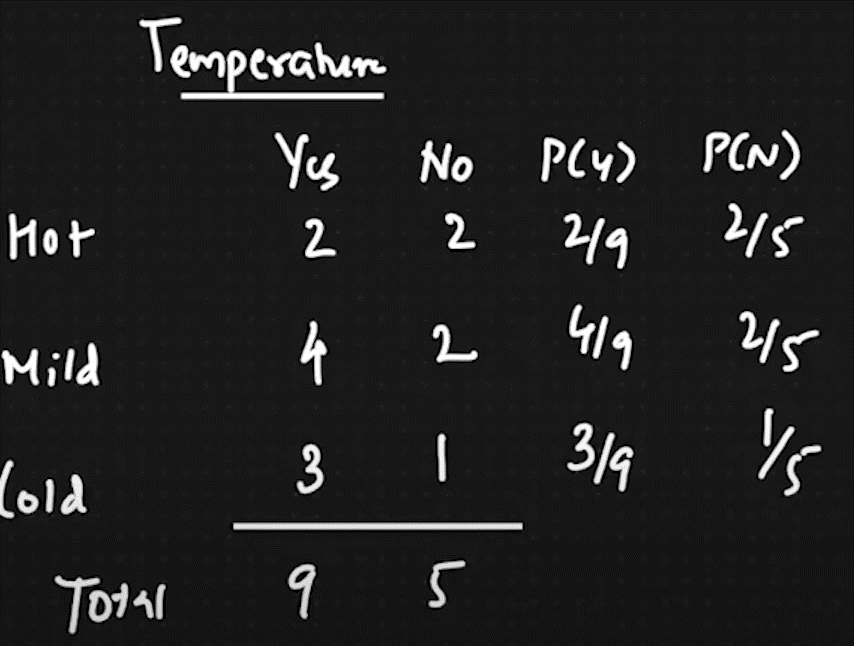 Temperature
Yes No P(Y) P(N)
Hot 2 2 2/9 2/5
Mild 4 2 4/9 2/5
Cold 3 1 3/9 1/5
Total 9 5